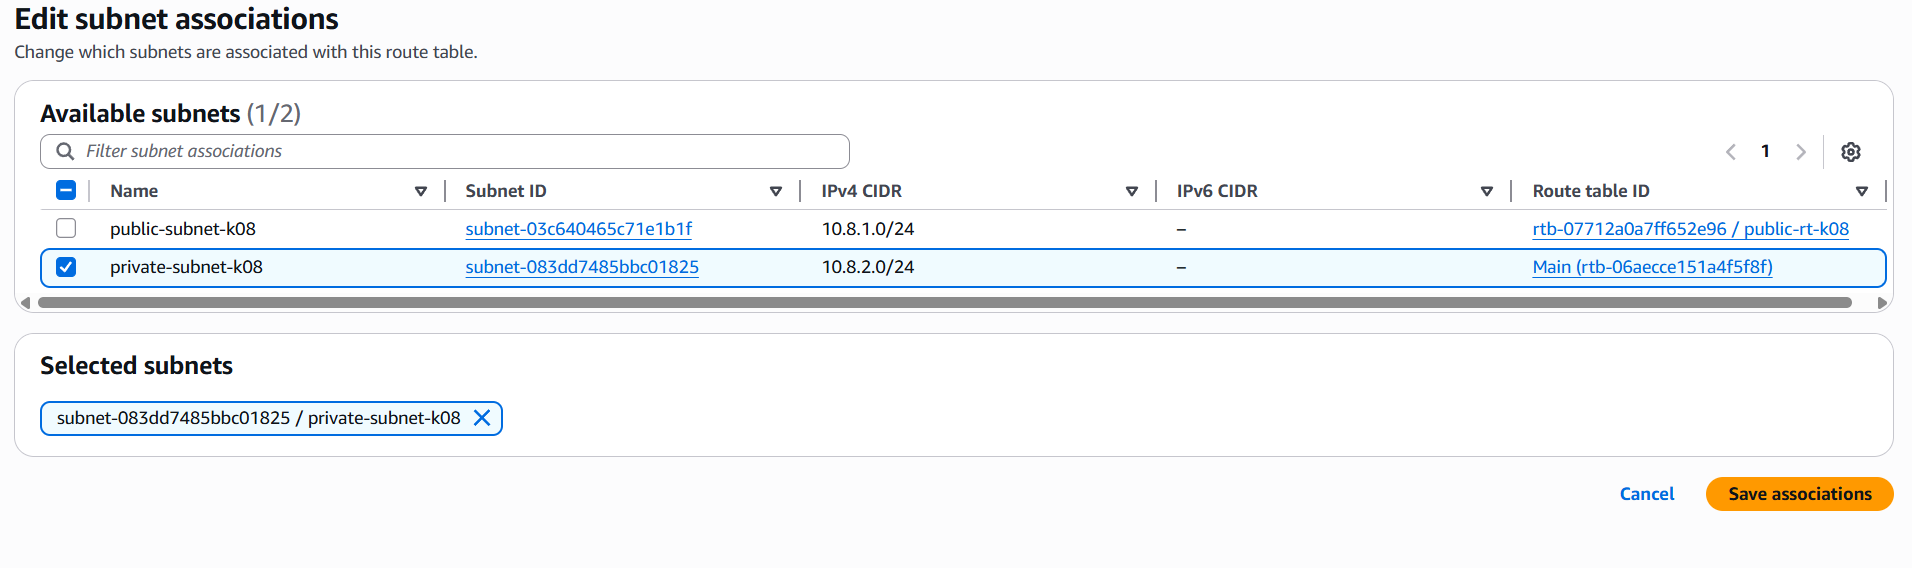 Edit subnet associations
Change which subnets are associated with this route table.
Available subnets (1/2)
Filter subnet associations
1
Name Subnet ID IPv4 CIDR IPv6 CIDR Route table ID
public-subnet-k08 subnet-03c640465c71e1b1f 10.8.1.0/24 – rtb-07712a0a7ff652e96 / public-rt-k08
private-subnet-k08 subnet-083dd7485bbc01825 10.8.2.0/24 – Main (rtb-06aecce151a4f5f8f)
Selected subnets
subnet-083dd7485bbc01825 / private-subnet-k08
Cancel Save associations